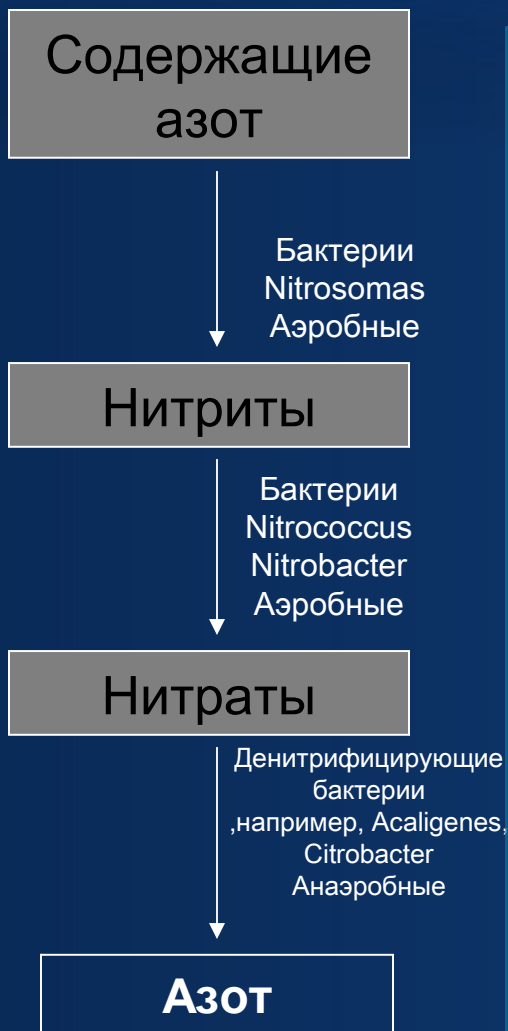 Содержащие
азот
Бактерии
Nitrosomas
Аэробные
Нитриты
Бактерии
Nitrococcus
Nitrobacter
Аэробные
Нитраты
Денитрифицирующие
бактерии
,например, Acaligenes,
Citrobacter
Анаэробные
Азот